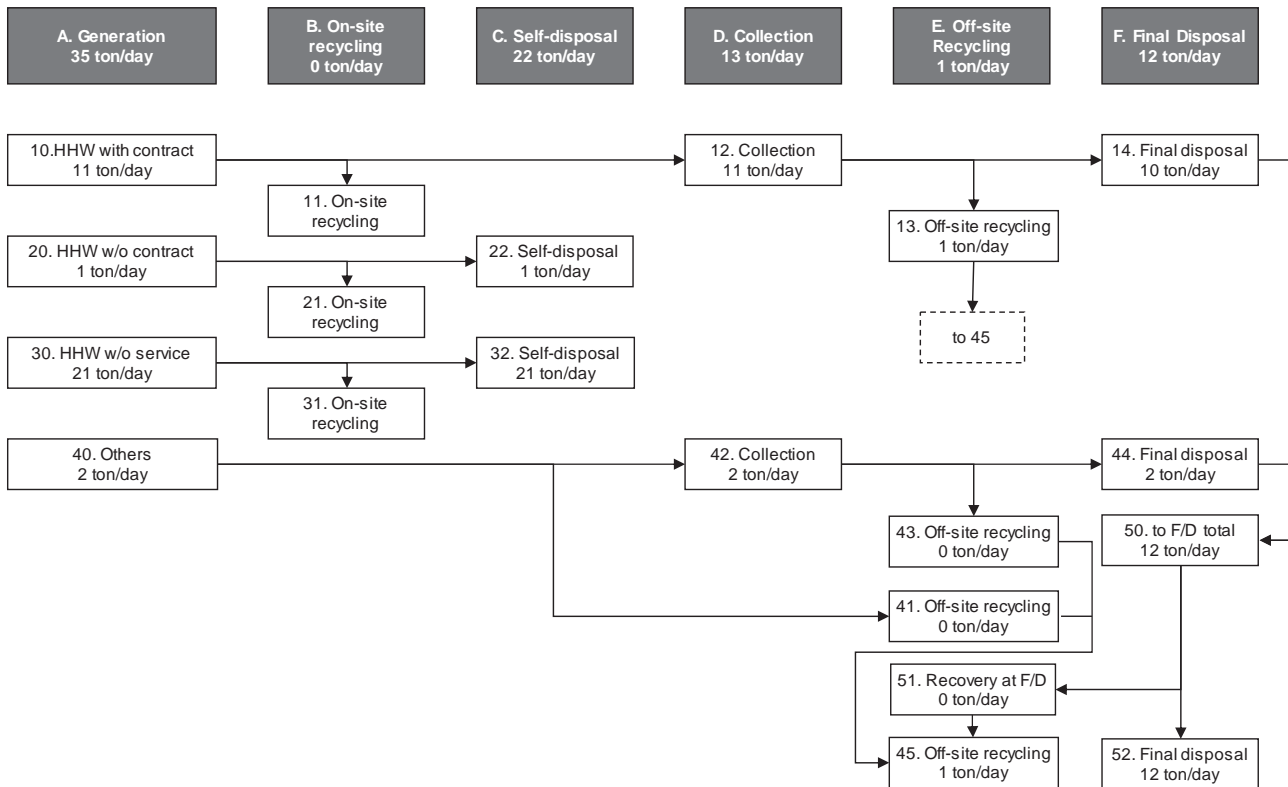 A. Generation
35 ton/day
B. On-site
recycling
0 ton/day
C. Self-disposal
22 ton/day
D. Collection
13 ton/day
E. Off-site
Recycling
1 ton/day
F. Final Disposal
12 ton/day
10.HHW with contract
11 ton/day
12. Collection
11 ton/day
14. Final disposal
10 ton/day
11. On-site
recycling
13. Off-site recycling
1 ton/day
20. HHW w/o contract
1 ton/day
22. Self-disposal
1 ton/day
21. On-site
recycling
to 45
30. HHW w/o service
21 ton/day
32. Self-disposal
21 ton/day
31. On-site
recycling
40. Others
2 ton/day
42. Collection
2 ton/day
44. Final disposal
2 ton/day
43. Off-site recycling
0 ton/day
50. to F/D total
12 ton/day
41. Off-site recycling
0 ton/day
51. Recovery at F/D
0 ton/day
45. Off-site recycling
1 ton/day
52. Final disposal
12 ton/day